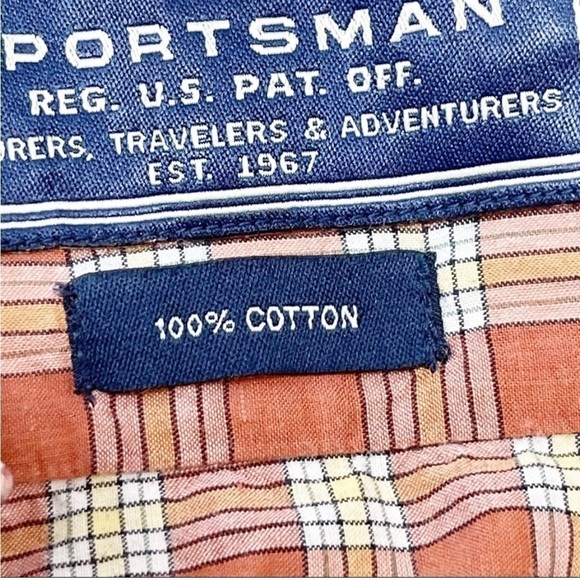 PORTSMAN
REG. U.S. PAT. OFF.
RERS, TRAVELERS & ADVENTURERS
EST. 1967
100% COTTON